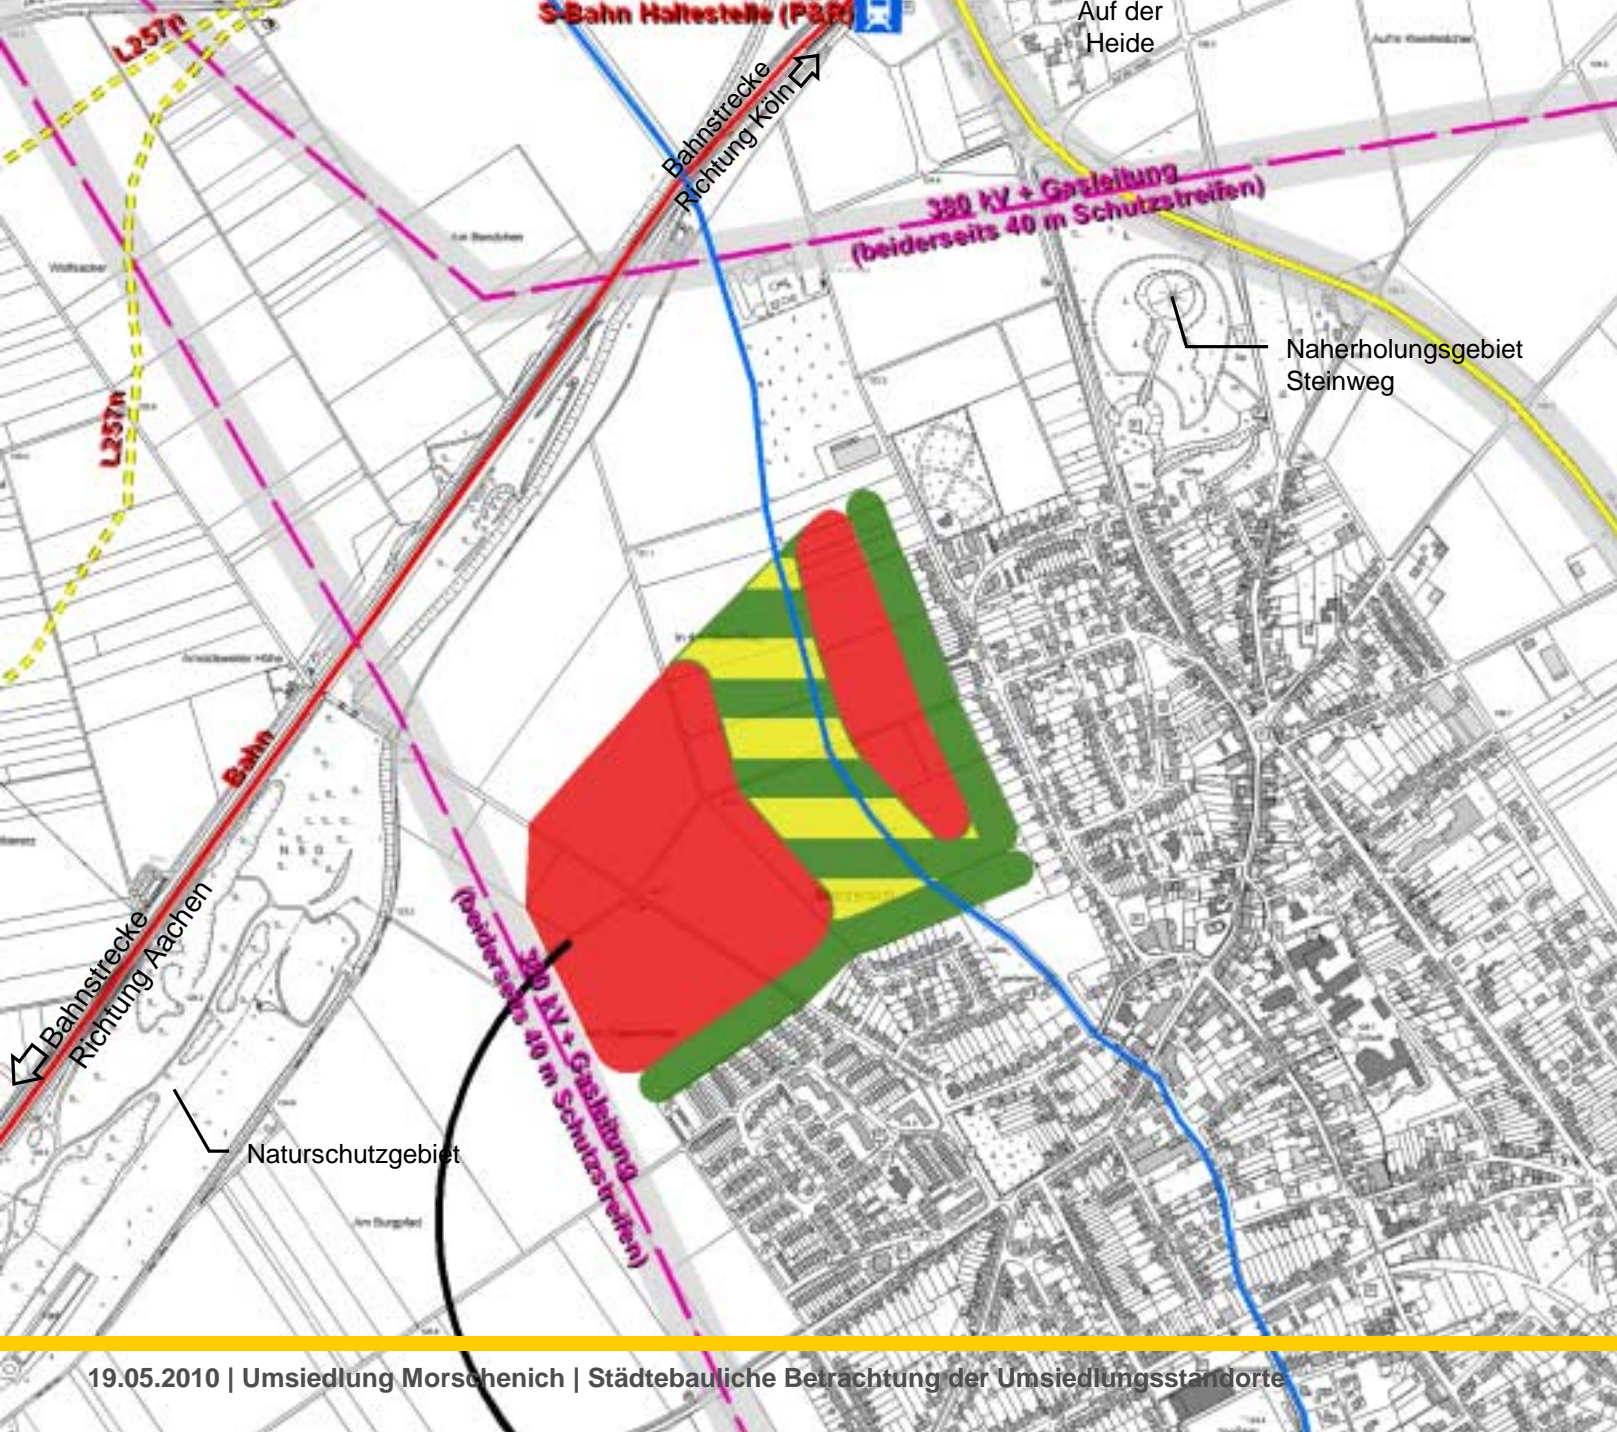 S-Bahn Haltestelle (P&R)
Auf der
Heide
L257n
Bahnstrecke
Richtung Köln
380 kV + Gasleitung
(beiderseits 40 m Schutzstreifen)
Naherholungsgebiet
Steinweg
L257n
Bahn
Bahnstrecke
Richtung Aachen
380 kV + Gasleitung
(beiderseits 40 m Schutzstreifen)
Naturschutzgebiet
Am Burgpfad
N S G
19.05.2010 | Umsiedlung Morschenich | Städtebauliche Betrachtung der Umsiedlungsstandorte